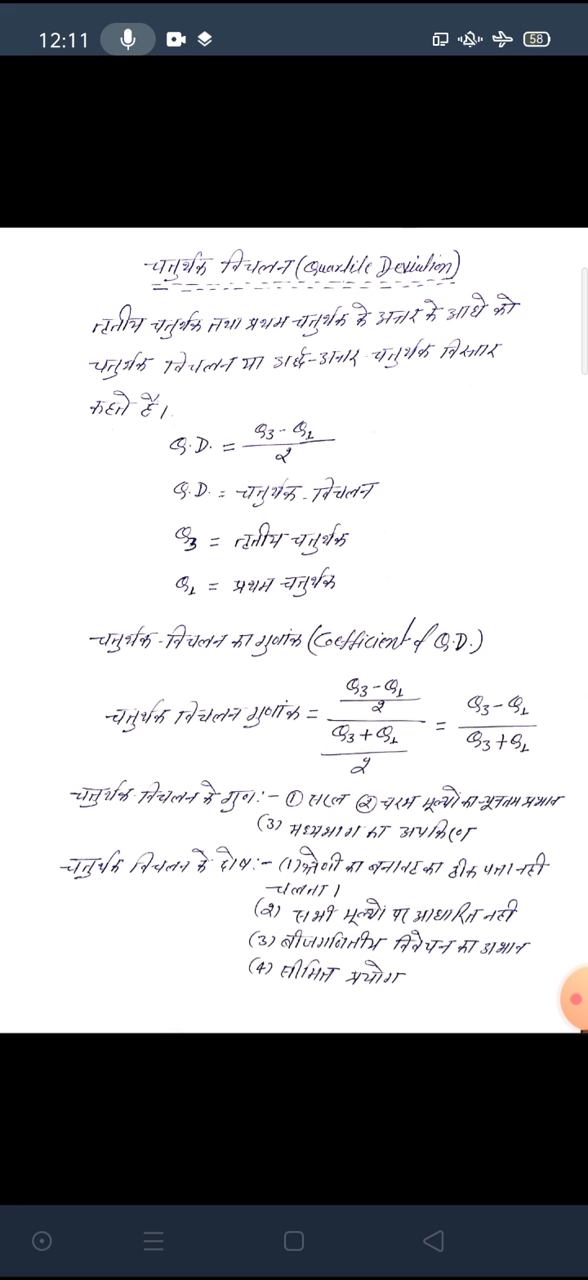 12:11
58
चतुर्थक विचलन (Quartile Deviation)
तृतीय चतुर्थक तथा प्रथम चतुर्थक के अन्तर के आधे को
चतुर्थक विचलन या अर्द्ध-अन्तर चतुर्थक विस्तार
कहते हैं।
Q.D. = (Q3 - Q1) / 2
Q.D. = चतुर्थक-विचलन
Q3 = तृतीय चतुर्थक
Q1 = प्रथम चतुर्थक
चतुर्थक-विचलन का गुणांक (Coefficient of Q.D.)
चतुर्थक विचलन गुणांक = ((Q3 - Q1) / 2) / ((Q3 + Q1) / 2) = (Q3 - Q1) / (Q3 + Q1)
चतुर्थक-विचलन के गुण:- ① सरल ② चरम मूल्यों का न्यूनतम प्रभाव
(3) मध्यभाग का अपकिरण
चतुर्थक विचलन के दोष:- (1) श्रेणी का बनावट का ठीक पता नही
चलता।
(2) सभी मूल्यों पर आधारित नही
(3) बीजगणितीय विवेचन का अभाव
(4) सीमित प्रयोग